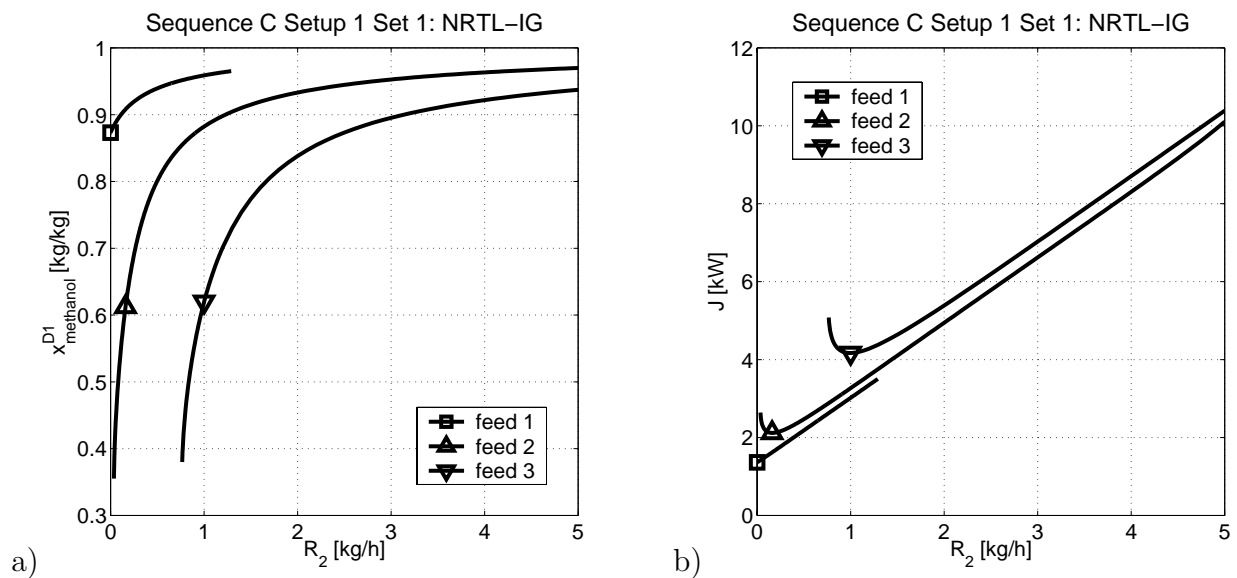 Sequence C Setup 1 Set 1: NRTL–IG
1
0.9
0.8
0.7
0.6
0.5
0.4
0.3
x^D1_methanol [kg/kg]
feed 1
feed 2
feed 3
0 1 2 3 4 5
R_2 [kg/h]
a)
Sequence C Setup 1 Set 1: NRTL–IG
12
10
8
6
4
2
0
J [kW]
feed 1
feed 2
feed 3
0 1 2 3 4 5
R_2 [kg/h]
b)